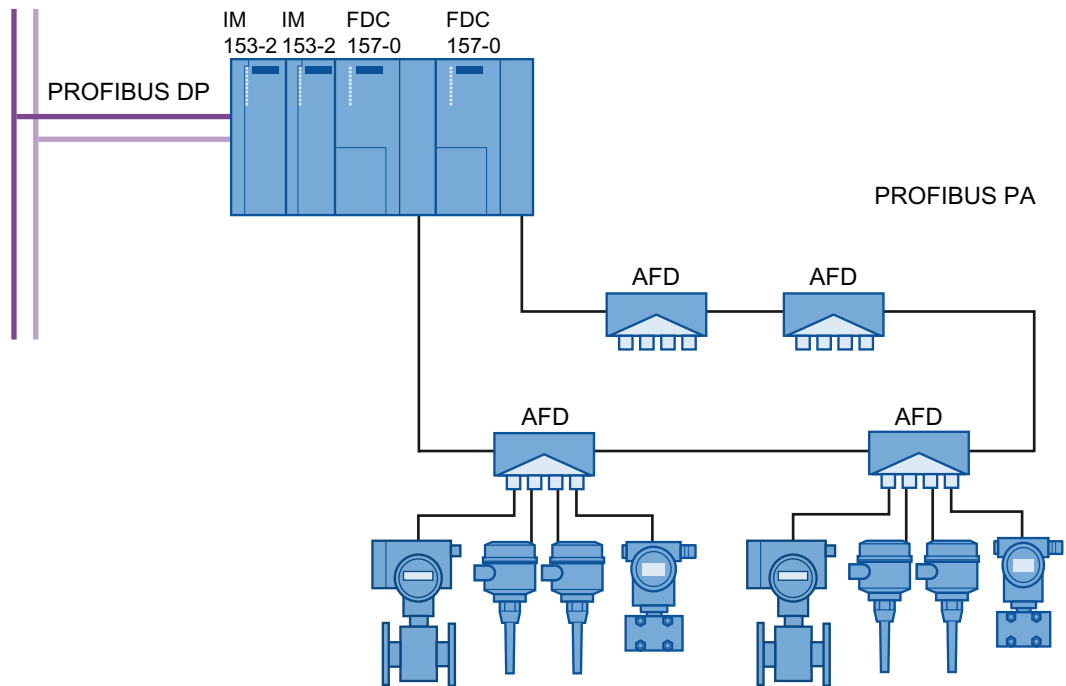 IM
153-2
IM
153-2
FDC
157-0
FDC
157-0
PROFIBUS DP
PROFIBUS PA
AFD
AFD
AFD
AFD